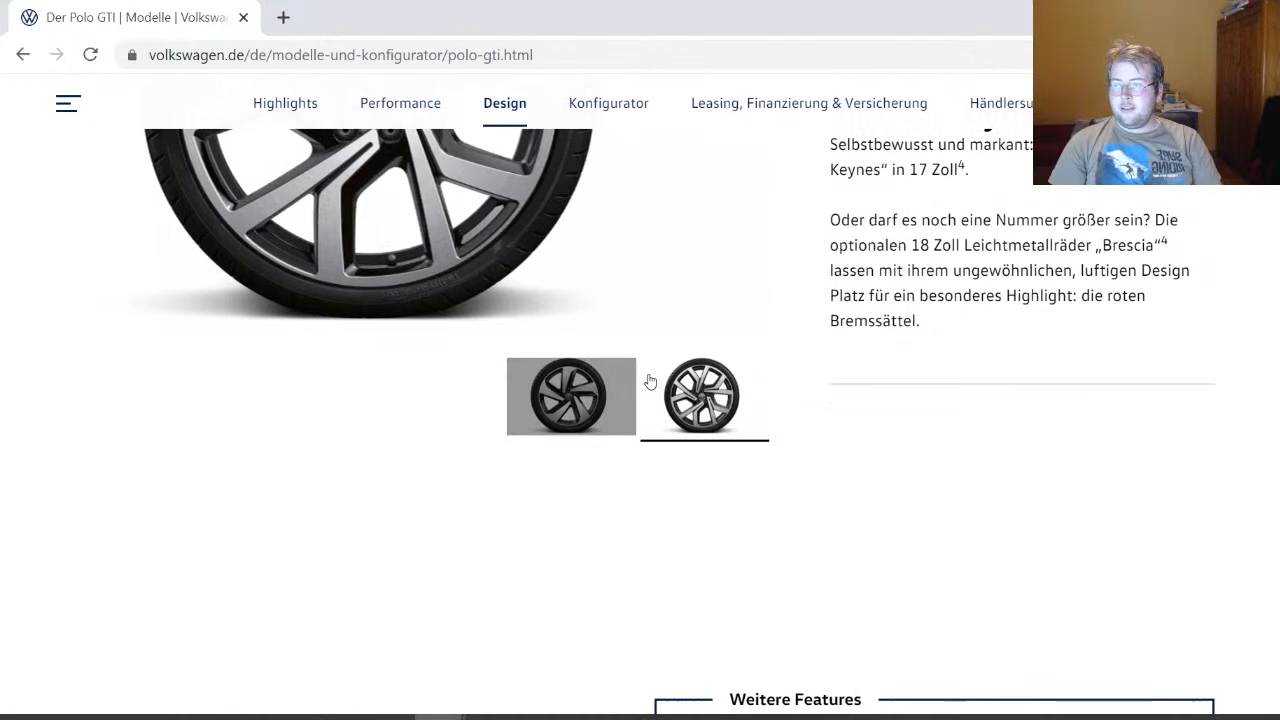 Der Polo GTI | Modelle | Volkswa
volkswagen.de/de/modelle-und-konfigurator/polo-gti.html
Highlights
Performance
Design
Konfigurator
Leasing, Finanzierung & Versicherung
Händlersu
Selbstbewusst und markant:
Keynes“ in 17 Zoll⁴.
Oder darf es noch eine Nummer größer sein? Die
optionalen 18 Zoll Leichtmetallräder „Brescia“⁴
lassen mit ihrem ungewöhnlichen, luftigen Design
Platz für ein besonderes Highlight: die roten
Bremssättel.
Weitere Features